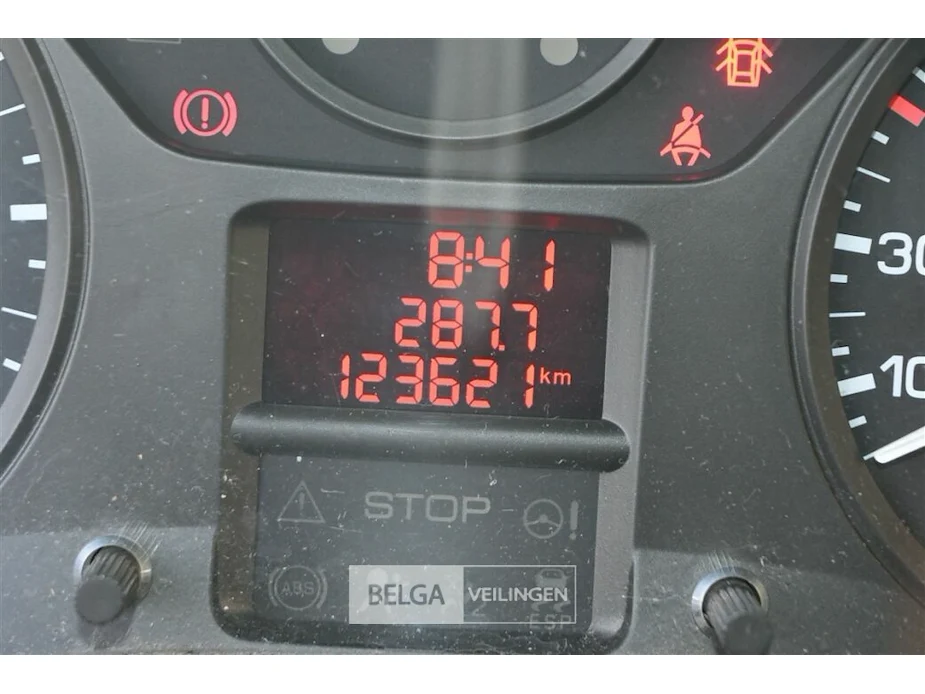 8:41
287.7
123621 km
30
10
STOP
ABS
ESP
BELGA VEILINGEN